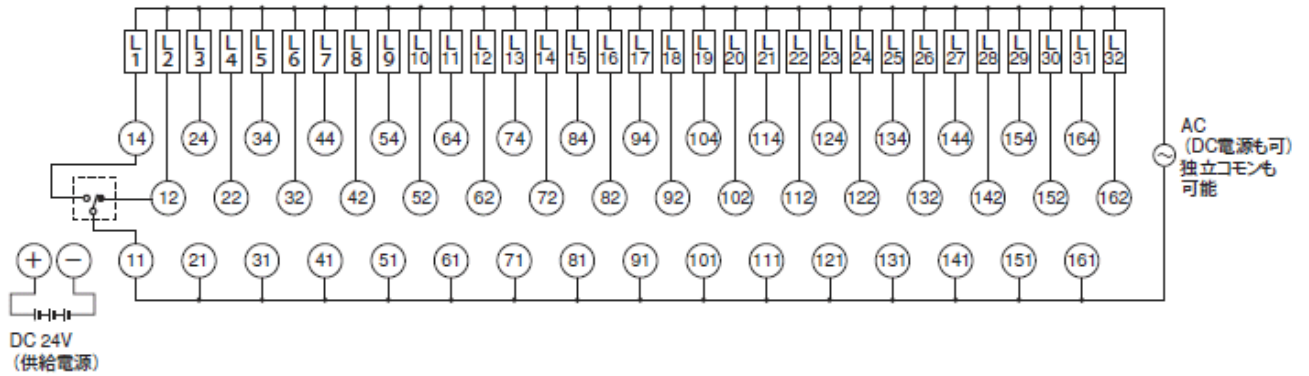 L1 L2 L3 L4 L5 L6 L7 L8 L9 L10 L11 L12 L13 L14 L15 L16 L17 L18 L19 L20 L21 L22 L23 L24 L25 L26 L27 L28 L29 L30 L31 L32
14 24 34 44 54 64 74 84 94 104 114 124 134 144 154 164
AC
(DC電源も可)
独立コモンも
可能
12 22 32 42 52 62 72 82 92 102 112 122 132 142 152 162
+ − 11 21 31 41 51 61 71 81 91 101 111 121 131 141 151 161
DC 24V
(供給電源)